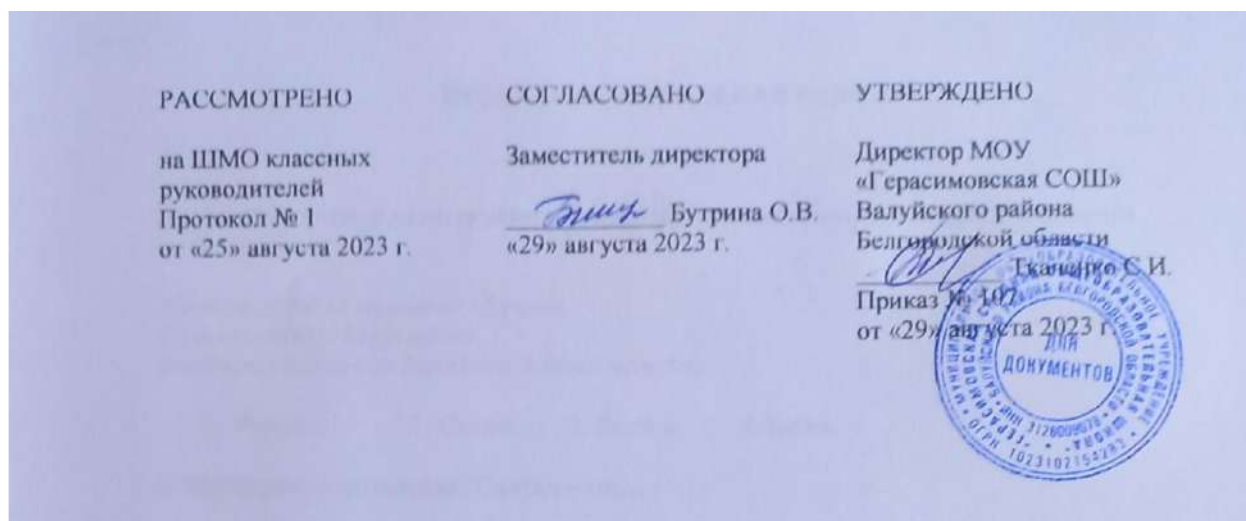 РАССМОТРЕНО
на ШМО классных
руководителей
Протокол № 1
от «25» августа 2023 г.
СОГЛАСОВАНО
Заместитель директора
Бутрина О.В.
«29» августа 2023 г.
УТВЕРЖДЕНО
Директор МОУ
«Герасимовская СОШ»
Валуйского района
Белгородской области
Ткаченко С.И.
Приказ № 107
от «29» августа 2023 г.
ДЛЯ
ДОКУМЕНТОВ